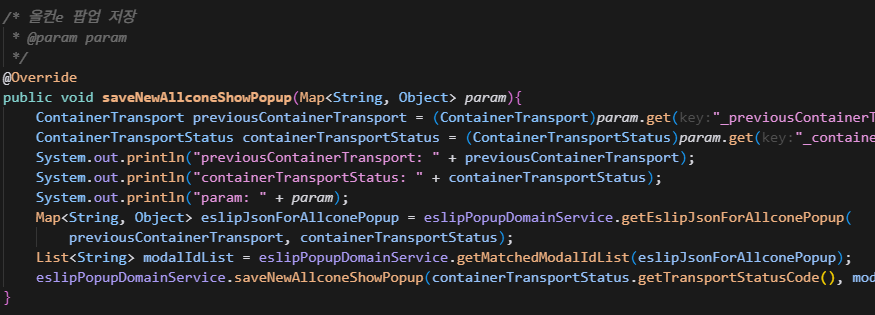 /* 올컨e 팝업 저장
* @param param
*/
@Override
public void saveNewAllconeShowPopup(Map<String, Object> param){
ContainerTransport previousContainerTransport = (ContainerTransport)param.get(key:"_previousContainerT
ContainerTransportStatus containerTransportStatus = (ContainerTransportStatus)param.get(key:"_containe
System.out.println("previousContainerTransport: " + previousContainerTransport);
System.out.println("containerTransportStatus: " + containerTransportStatus);
System.out.println("param: " + param);
Map<String, Object> eslipJsonForAllconePopup = eslipPopupDomainService.getEslipJsonForAllconePopup(
previousContainerTransport, containerTransportStatus);
List<String> modalIdList = eslipPopupDomainService.getMatchedModalIdList(eslipJsonForAllconePopup);
eslipPopupDomainService.saveNewAllconeShowPopup(containerTransportStatus.getTransportStatusCode(), mod
}